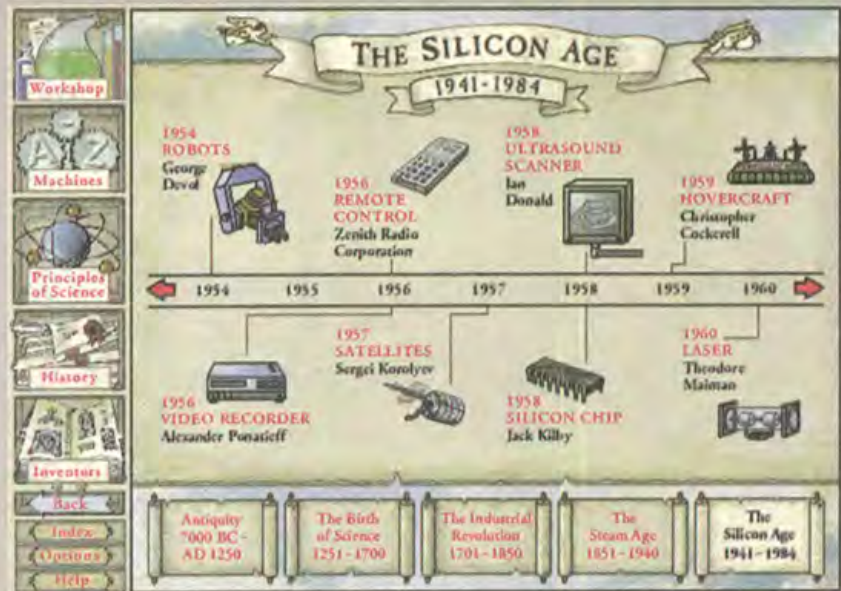 Workshop
A Z
Machines
Principles
of Science
History
Inventors
Back
Index
Options
Help
THE SILICON AGE
1941-1984
1954
ROBOTS
George
Devol
1956
REMOTE
CONTROL
Zenith Radio
Corporation
1958
ULTRASOUND
SCANNER
Ian
Donald
1959
HOVERCRAFT
Christopher
Cockerell
1954 1955 1956 1957 1958 1959 1960
1956
VIDEO RECORDER
Alexander Poniatieff
1957
SATELLITES
Sergei Korolyev
1958
SILICON CHIP
Jack Kilby
1960
LASER
Theodore
Maiman
Antiquity
7000 BC -
AD 1250
The Birth
of Science
1251-1700
The Industrial
Revolution
1701-1850
The
Steam Age
1851-1940
The
Silicon Age
1941-1984